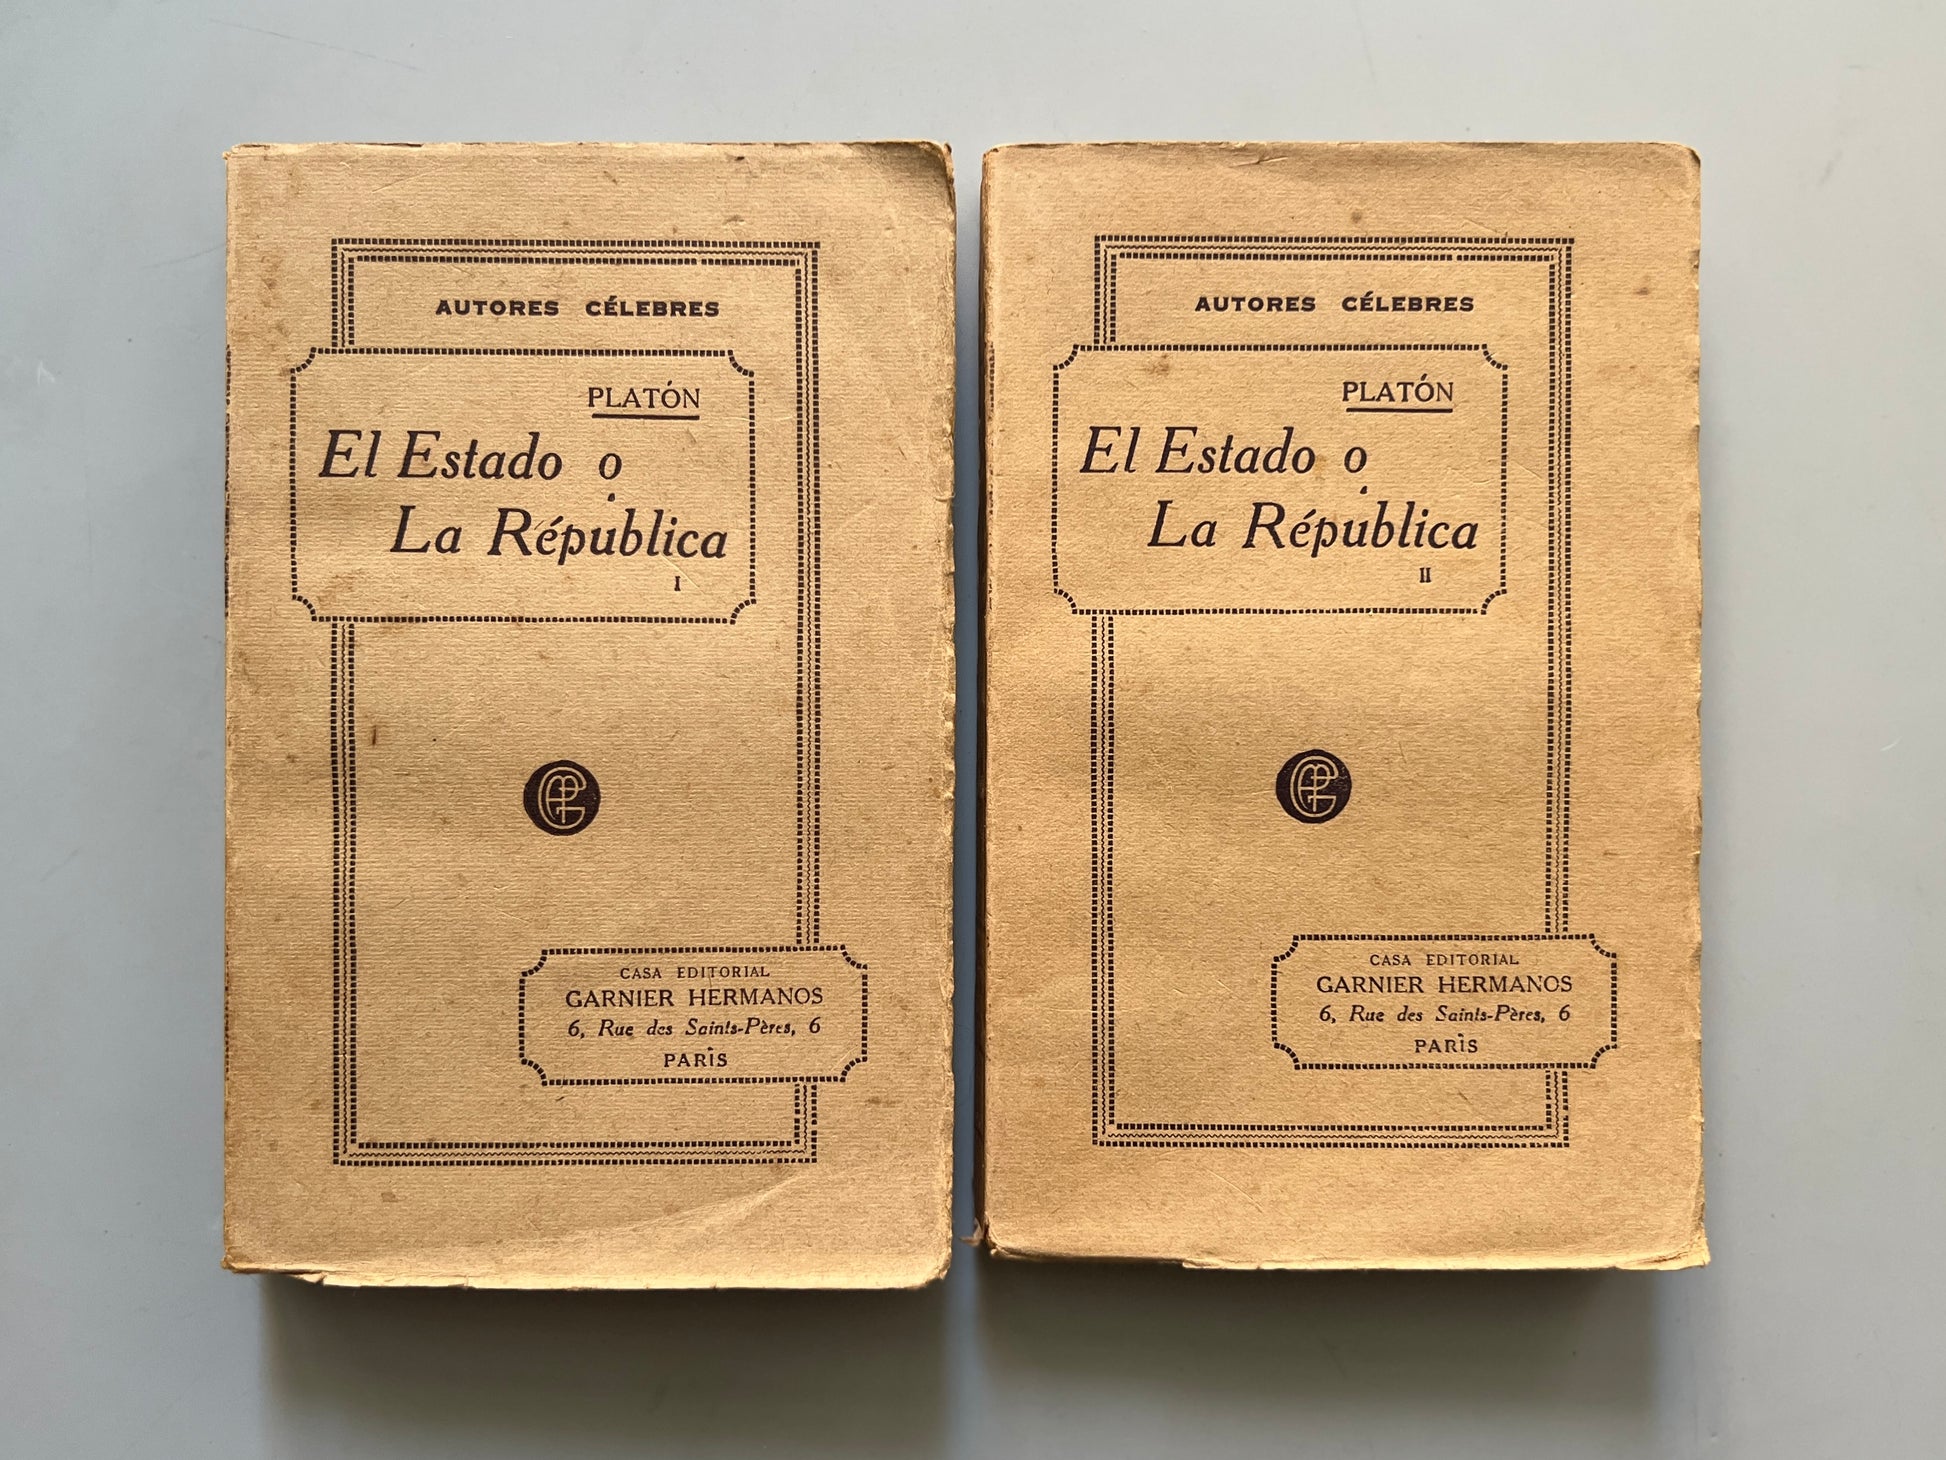 AUTORES CÉLEBRES
PLATÓN
El Estado o
La République
I
CASA EDITORIAL
GARNIER HERMANOS
6, Rue des Saints-Pères, 6
PARIS
AUTORES CÉLEBRES
PLATÓN
El Estado o
La Républica
II
CASA EDITORIAL
GARNIER HERMANOS
6, Rue des Saints-Pères, 6
PARIS